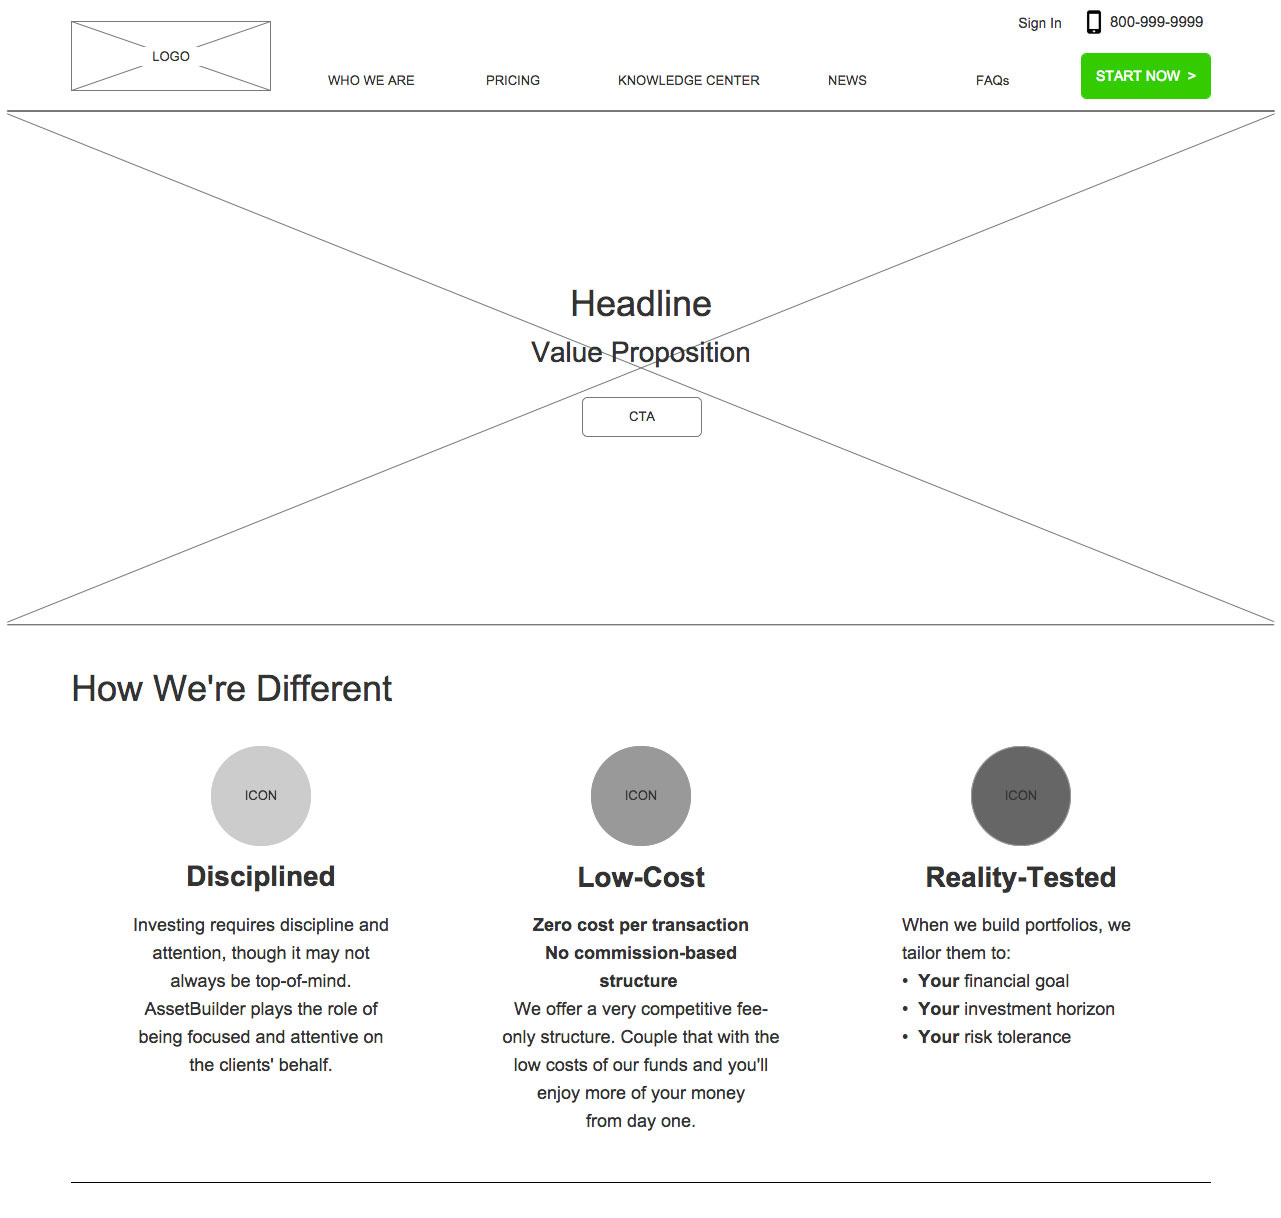 Sign In
800-999-9999
LOGO
WHO WE ARE
PRICING
KNOWLEDGE CENTER
NEWS
FAQs
START NOW >
Headline
Value Proposition
CTA
How We're Different
ICON
Disciplined
Investing requires discipline and
attention, though it may not
always be top-of-mind.
AssetBuilder plays the role of
being focused and attentive on
the clients' behalf.
ICON
Low-Cost
Zero cost per transaction
No commission-based
structure
We offer a very competitive fee-
only structure. Couple that with the
low costs of our funds and you'll
enjoy more of your money
from day one.
ICON
Reality-Tested
When we build portfolios, we
tailor them to:
• Your financial goal
• Your investment horizon
• Your risk tolerance